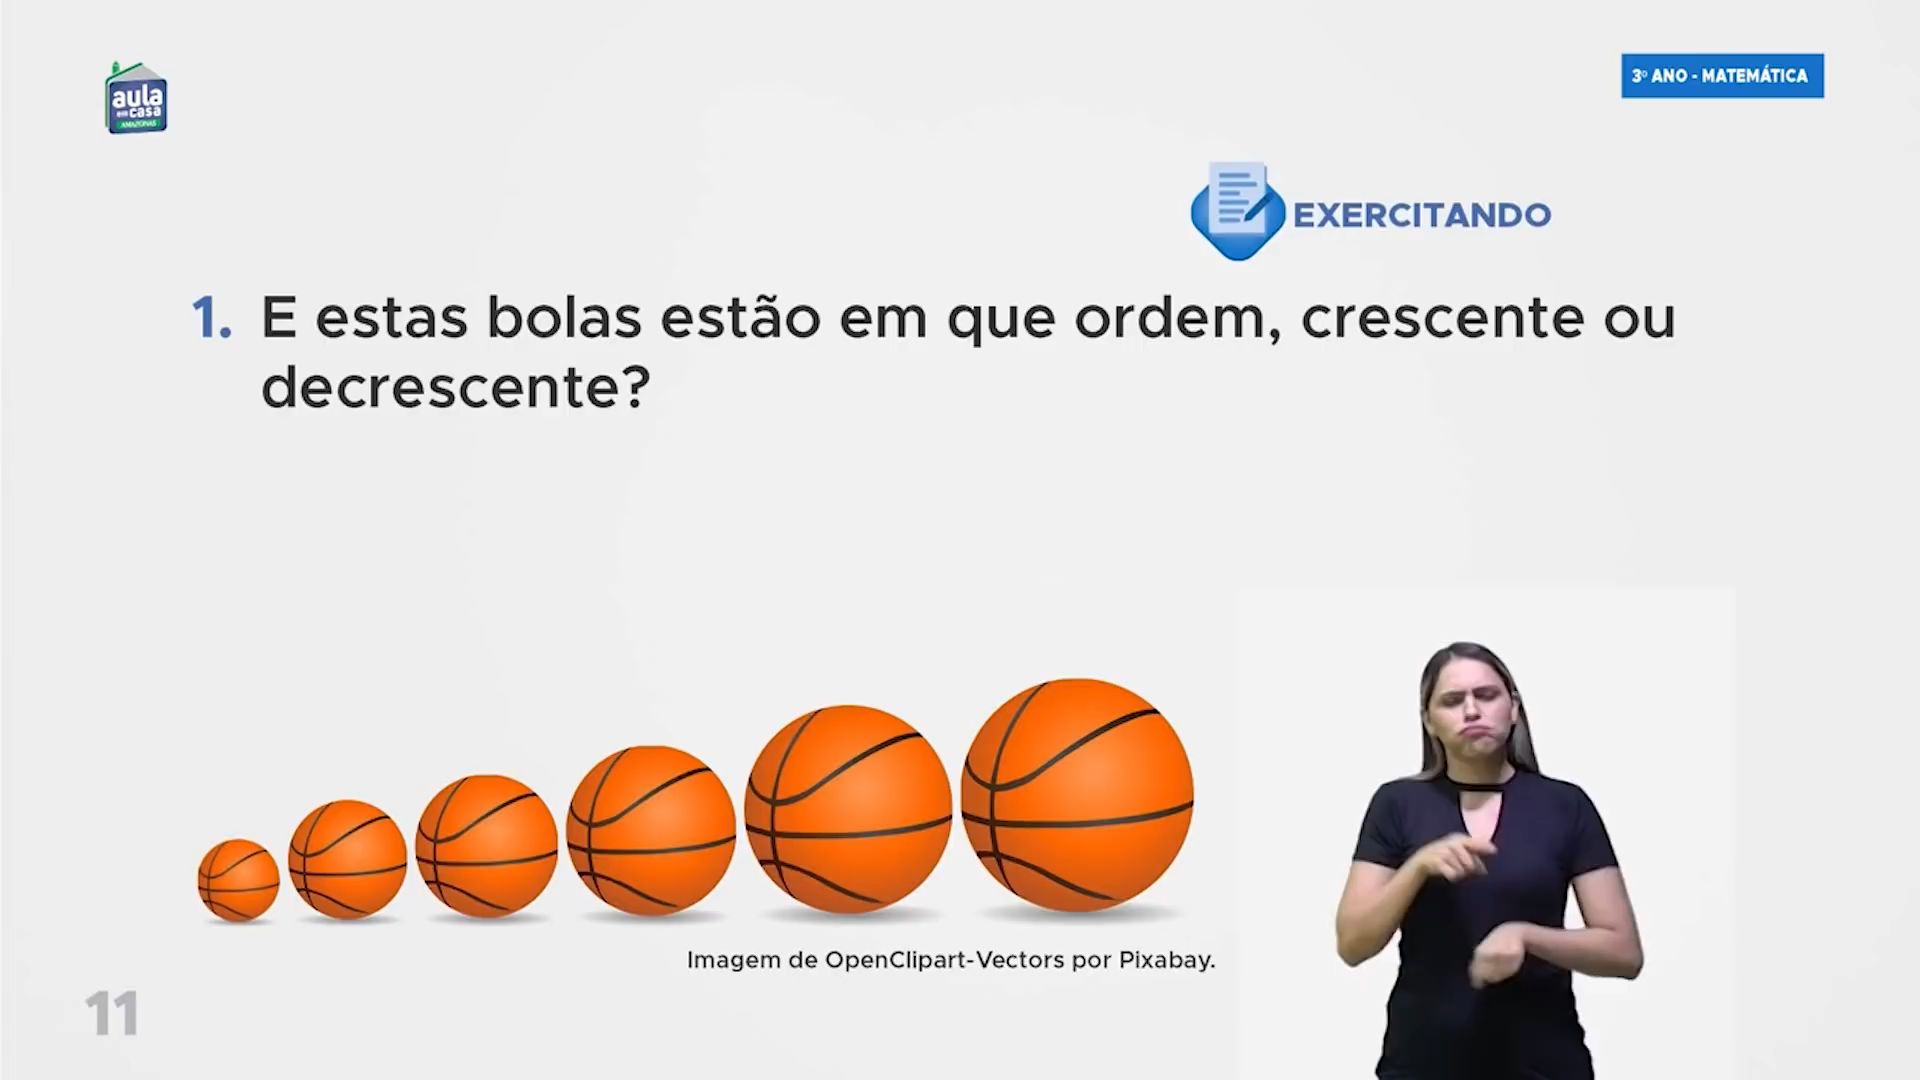 aula
em casa
AMAZONAS
3º ANO - MATEMÁTICA
EXERCITANDO
1. E estas bolas estão em que ordem, crescente ou
decrescente?
Imagem de OpenClipart-Vectors por Pixabay.
11